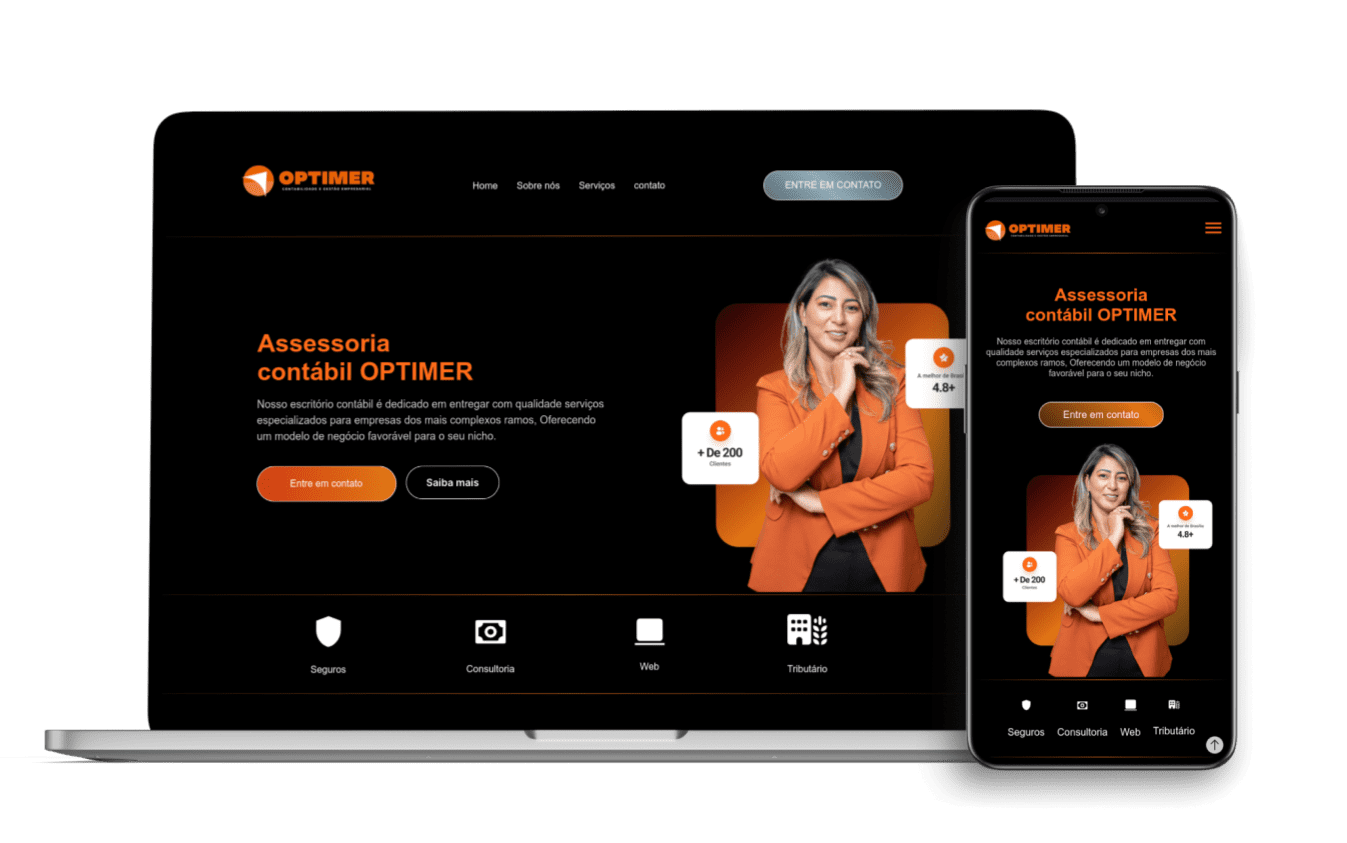 OPTIMER
CONTABILIDADE E GESTÃO EMPRESARIAL
Home
Sobre nós
Serviços
contato
ENTRE EM CONTATO
Assessoria
contábil OPTIMER
Nosso escritório contábil é dedicado em entregar com qualidade serviços
especializados para empresas dos mais complexos ramos, Oferecendo
um modelo de negócio favorável para o seu nicho.
Entre em contato
Saiba mais
+ De 200
Clientes
A melhor de Brasí
4.8+
Seguros
Consultoria
Web
Tributário
OPTIMER
CONTABILIDADE E GESTÃO EMPRESARIAL
Assessoria
contábil OPTIMER
Nosso escritório contábil é dedicado em entregar com
qualidade serviços especializados para empresas dos mais
complexos ramos, Oferecendo um modelo de negócio
favorável para o seu nicho.
Entre em contato
A melhor de Brasília
4.8+
+ De 200
Clientes
Seguros
Consultoria
Web
Tributário